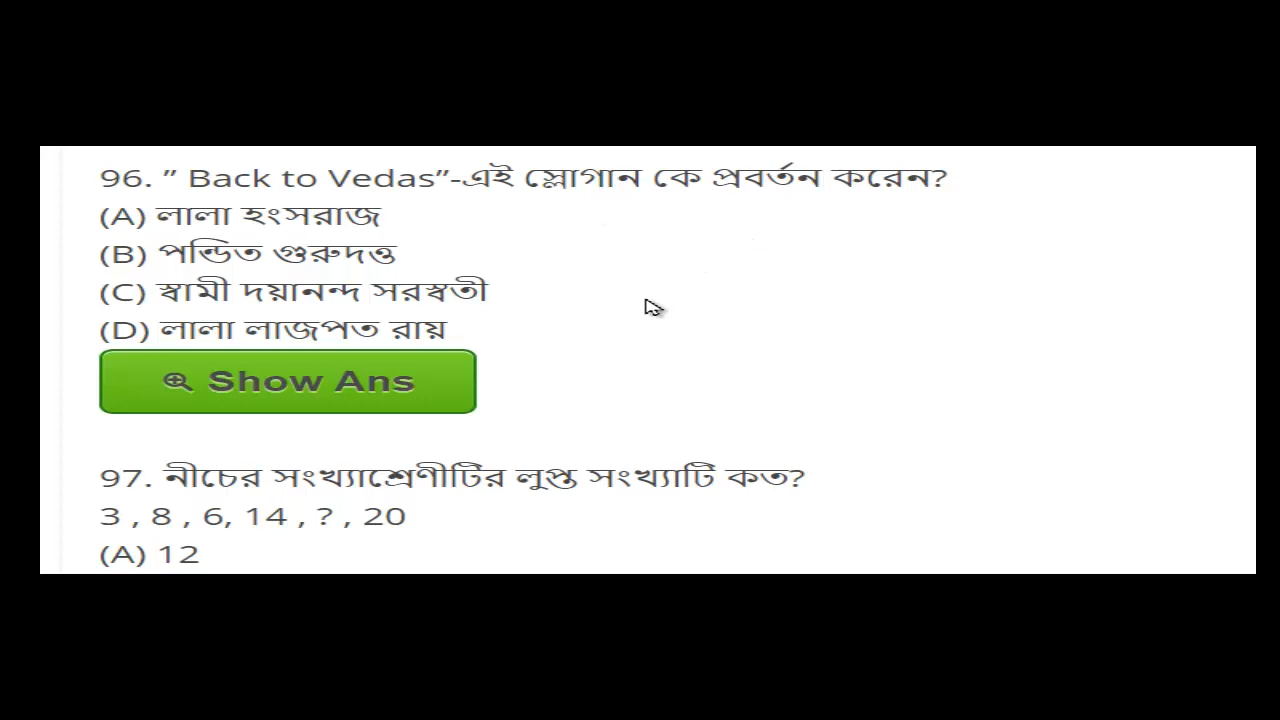 96. ” Back to Vedas”-এই স্লোগান কে প্রবর্তন করেন?
(A) লালা হংসরাজ
(B) পন্ডিত গুরুদত্ত
(C) স্বামী দয়ানন্দ সরস্বতী
(D) লালা লাজপত রায়
Show Ans
97. নীচের সংখ্যাশ্রেণীটির লুপ্ত সংখ্যাটি কত?
3 , 8 , 6, 14 , ? , 20
(A) 12